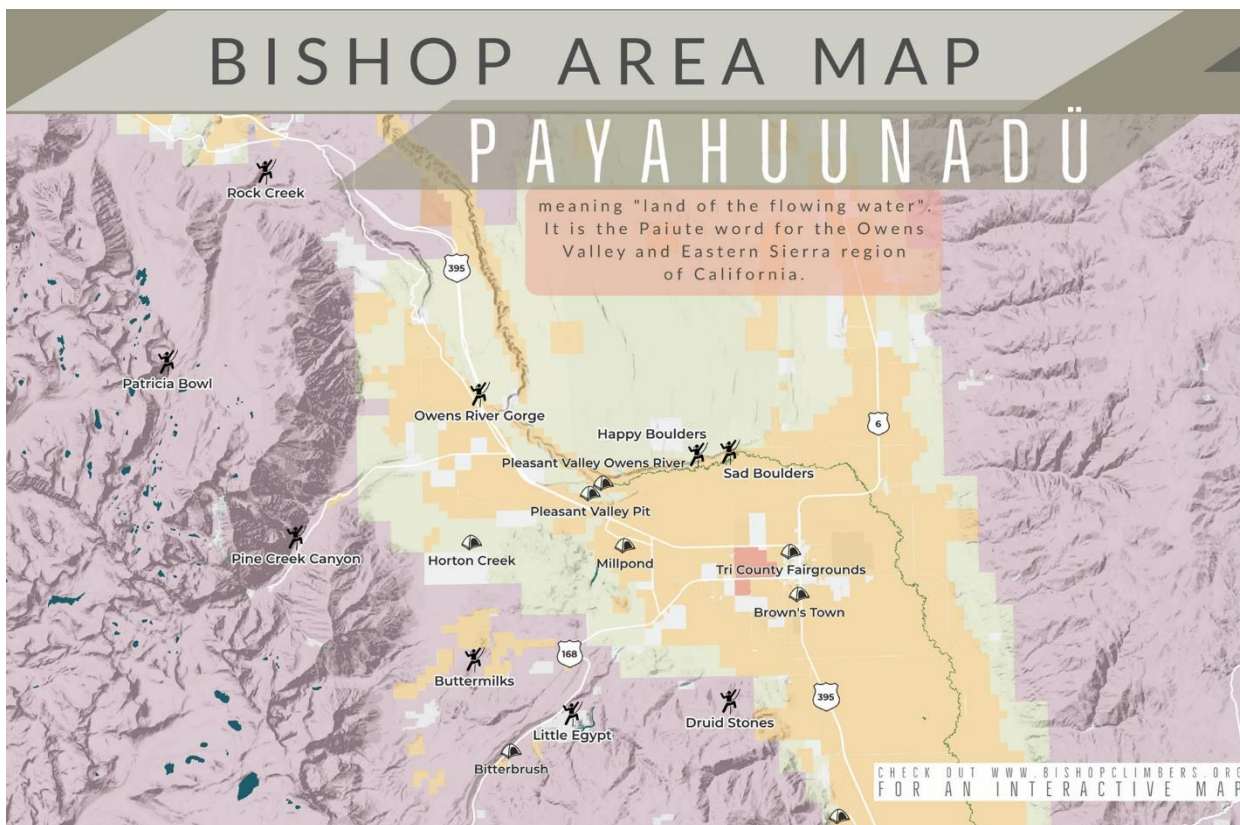 BISHOP AREA MAP
PAYAHUUNADÜ
meaning "land of the flowing water".
It is the Paiute word for the Owens
Valley and Eastern Sierra region
of California.
Rock Creek
395
Patricia Bowl
Owens River Gorge
6
Happy Boulders
Pleasant Valley Owens River
Sad Boulders
Pleasant Valley Pit
Pine Creek Canyon
Horton Creek
Millpond
Tri County Fairgrounds
Brown's Town
168
Buttermilks
395
Little Egypt
Druid Stones
Bitterbrush
CHECK OUT WWW.BISHOPCLIMBERS.ORG
FOR AN INTERACTIVE MAP